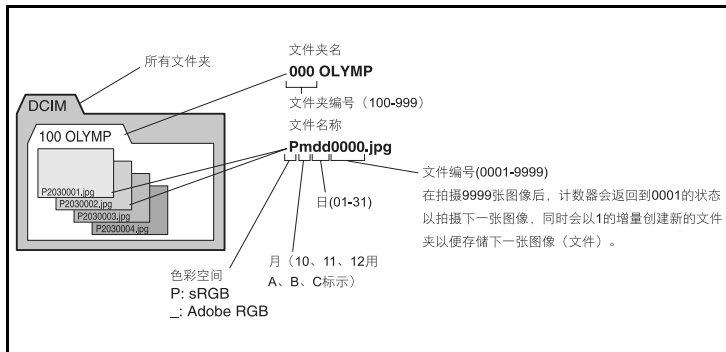 所有文件夹
DCIM
100 OLYMP
P2030001.jpg
P2030002.jpg
P2030003.jpg
P2030004.jpg
文件夹名
000 OLYMP
文件夹编号（100-999）
文件名称
Pmdd0000.jpg
文件编号(0001-9999)
在拍摄9999张图像后，计数器会返回到0001的状态
以拍摄下一张图像，同时会以1的增量创建新的文件
夹以便存储下一张图像（文件）。
日(01-31)
月（10、11、12用
A、B、C标示）
色彩空间
P: sRGB
_: Adobe RGB